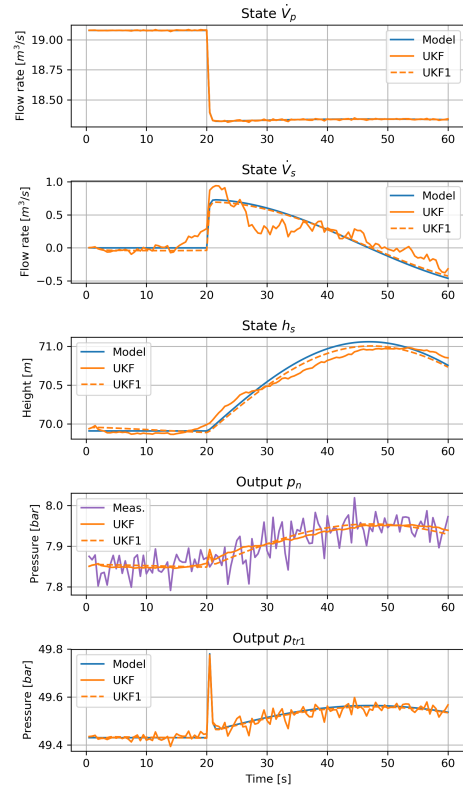 State V̇_p
Flow rate [m³/s]
19.00
18.75
18.50
Model
UKF
UKF1
0 10 20 30 40 50 60
State V̇_s
Flow rate [m³/s]
1.0
0.5
0.0
−0.5
Model
UKF
UKF1
0 10 20 30 40 50 60
State h_s
Height [m]
71.0
70.5
70.0
Model
UKF
UKF1
0 10 20 30 40 50 60
Output p_n
Pressure [bar]
8.0
7.9
7.8
Meas.
UKF
UKF1
0 10 20 30 40 50 60
Output p_tr1
Pressure [bar]
49.8
49.6
49.4
Model
UKF
UKF1
0 10 20 30 40 50 60
Time [s]